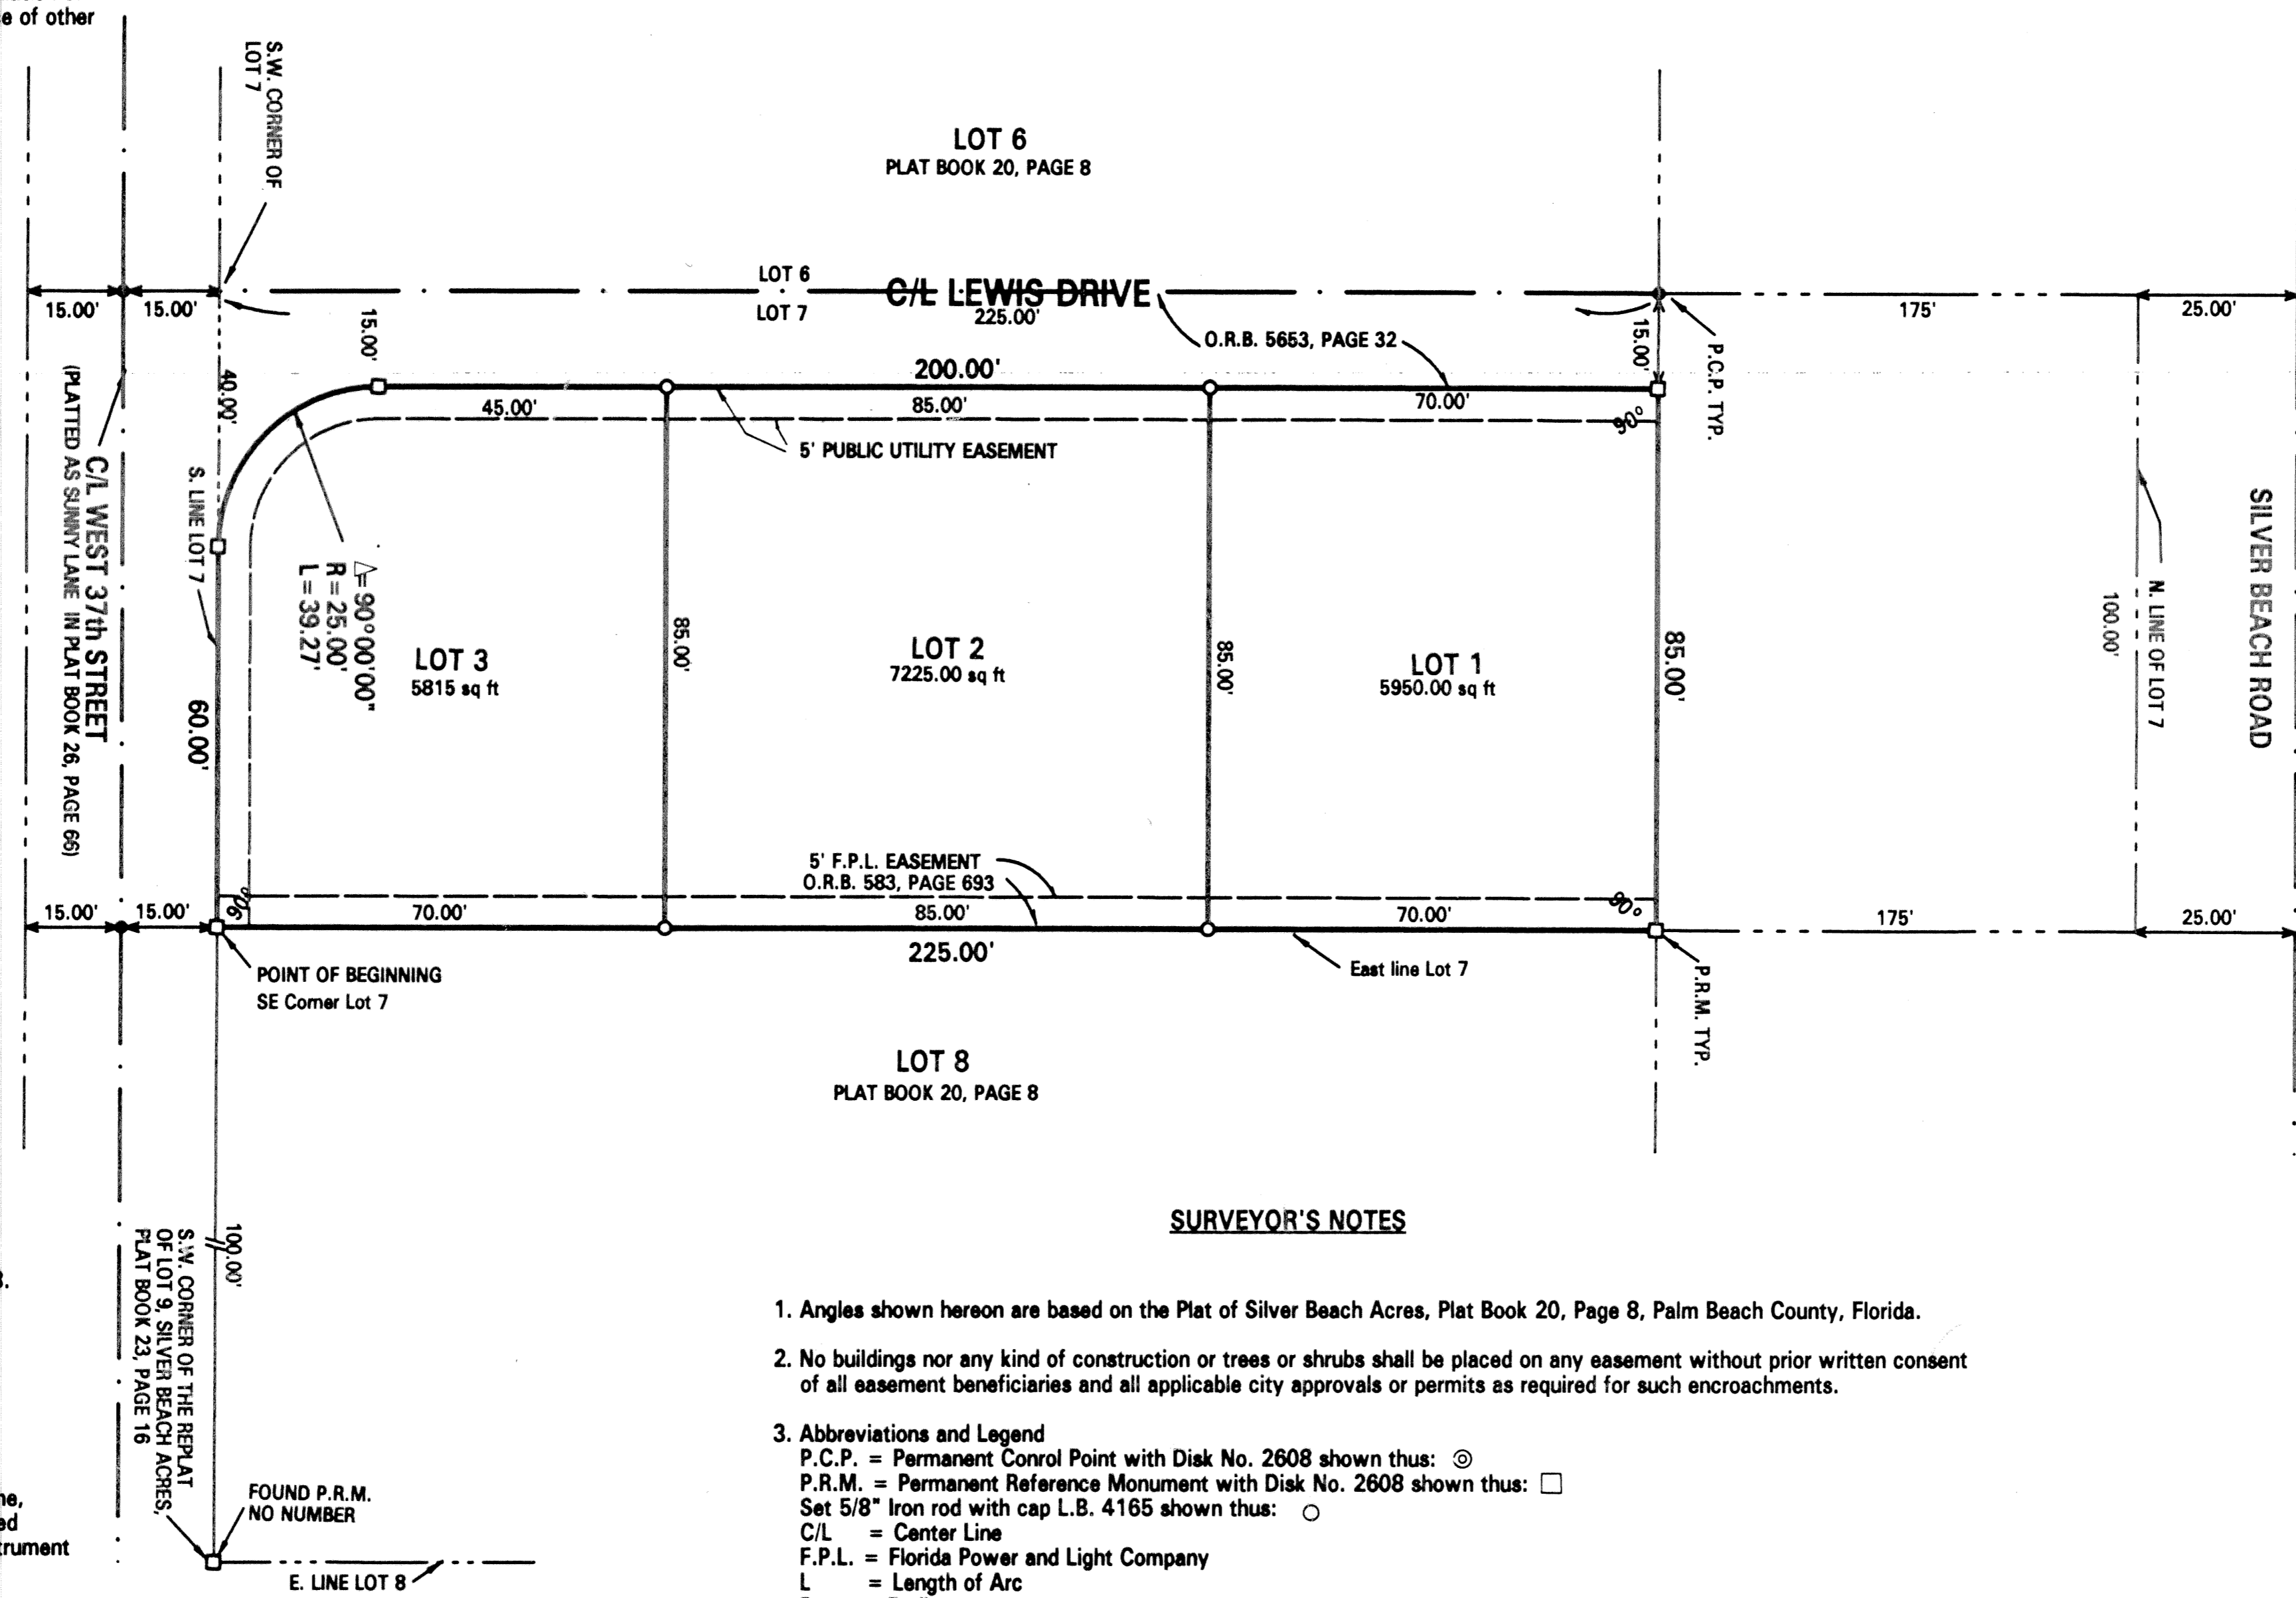 e of other
S.W. CORNER OF
LOT 7
LOT 6
PLAT BOOK 20, PAGE 8
LOT 6
C/L LEWIS DRIVE
LOT 7
225.00'
15.00'
15.00'
15.00'
15.00'
175'
25.00'
O.R.B. 5653, PAGE 32
P.C.P. TYP.
200.00'
45.00'
85.00'
70.00'
90°
40.00'
5' PUBLIC UTILITY EASEMENT
S. LINE LOT 7
C/L WEST 37th STREET
(PLATTED AS SUNNY LANE IN PLAT BOOK 26, PAGE 66)
Δ=90°00'00"
R=25.00'
L=39.27'
LOT 3
5815 sq ft
85.00'
LOT 2
7225.00 sq ft
85.00'
LOT 1
5950.00 sq ft
85.00'
100.00'
N. LINE OF LOT 7
SILVER BEACH ROAD
60.00'
5' F.P.L. EASEMENT
O.R.B. 583, PAGE 693
90°
90°
15.00'
15.00'
70.00'
85.00'
70.00'
175'
25.00'
225.00'
East line Lot 7
P.R.M. TYP.
POINT OF BEGINNING
SE Corner Lot 7
LOT 8
PLAT BOOK 20, PAGE 8
100.00'
S.W. CORNER OF THE REPLAT
OF LOT 9, SILVER BEACH ACRES,
PLAT BOOK 23, PAGE 16
FOUND P.R.M.
NO NUMBER
E. LINE LOT 8
trument
SURVEYOR'S NOTES
1. Angles shown hereon are based on the Plat of Silver Beach Acres, Plat Book 20, Page 8, Palm Beach County, Florida.
2. No buildings nor any kind of construction or trees or shrubs shall be placed on any easement without prior written consent
of all easement beneficiaries and all applicable city approvals or permits as required for such encroachments.
3. Abbreviations and Legend
P.C.P. = Permanent Conrol Point with Disk No. 2608 shown thus:
P.R.M. = Permanent Reference Monument with Disk No. 2608 shown thus:
Set 5/8" Iron rod with cap L.B. 4165 shown thus:
C/L = Center Line
F.P.L. = Florida Power and Light Company
L = Length of Arc